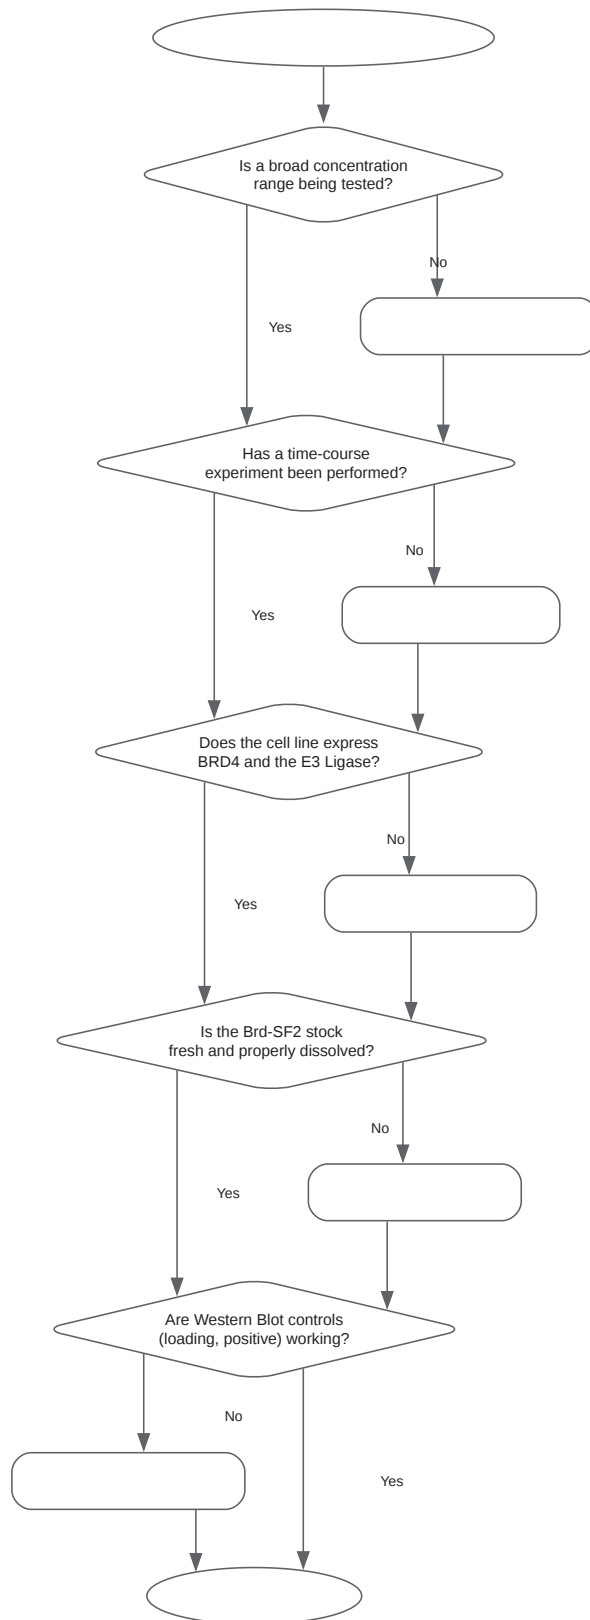 Is a broad concentration
range being tested?
No
Yes
Has a time-course
experiment been performed?
No
Yes
Does the cell line express
BRD4 and the E3 Ligase?
No
Yes
Is the Brd-SF2 stock
fresh and properly dissolved?
No
Yes
Are Western Blot controls
(loading, positive) working?
No
Yes